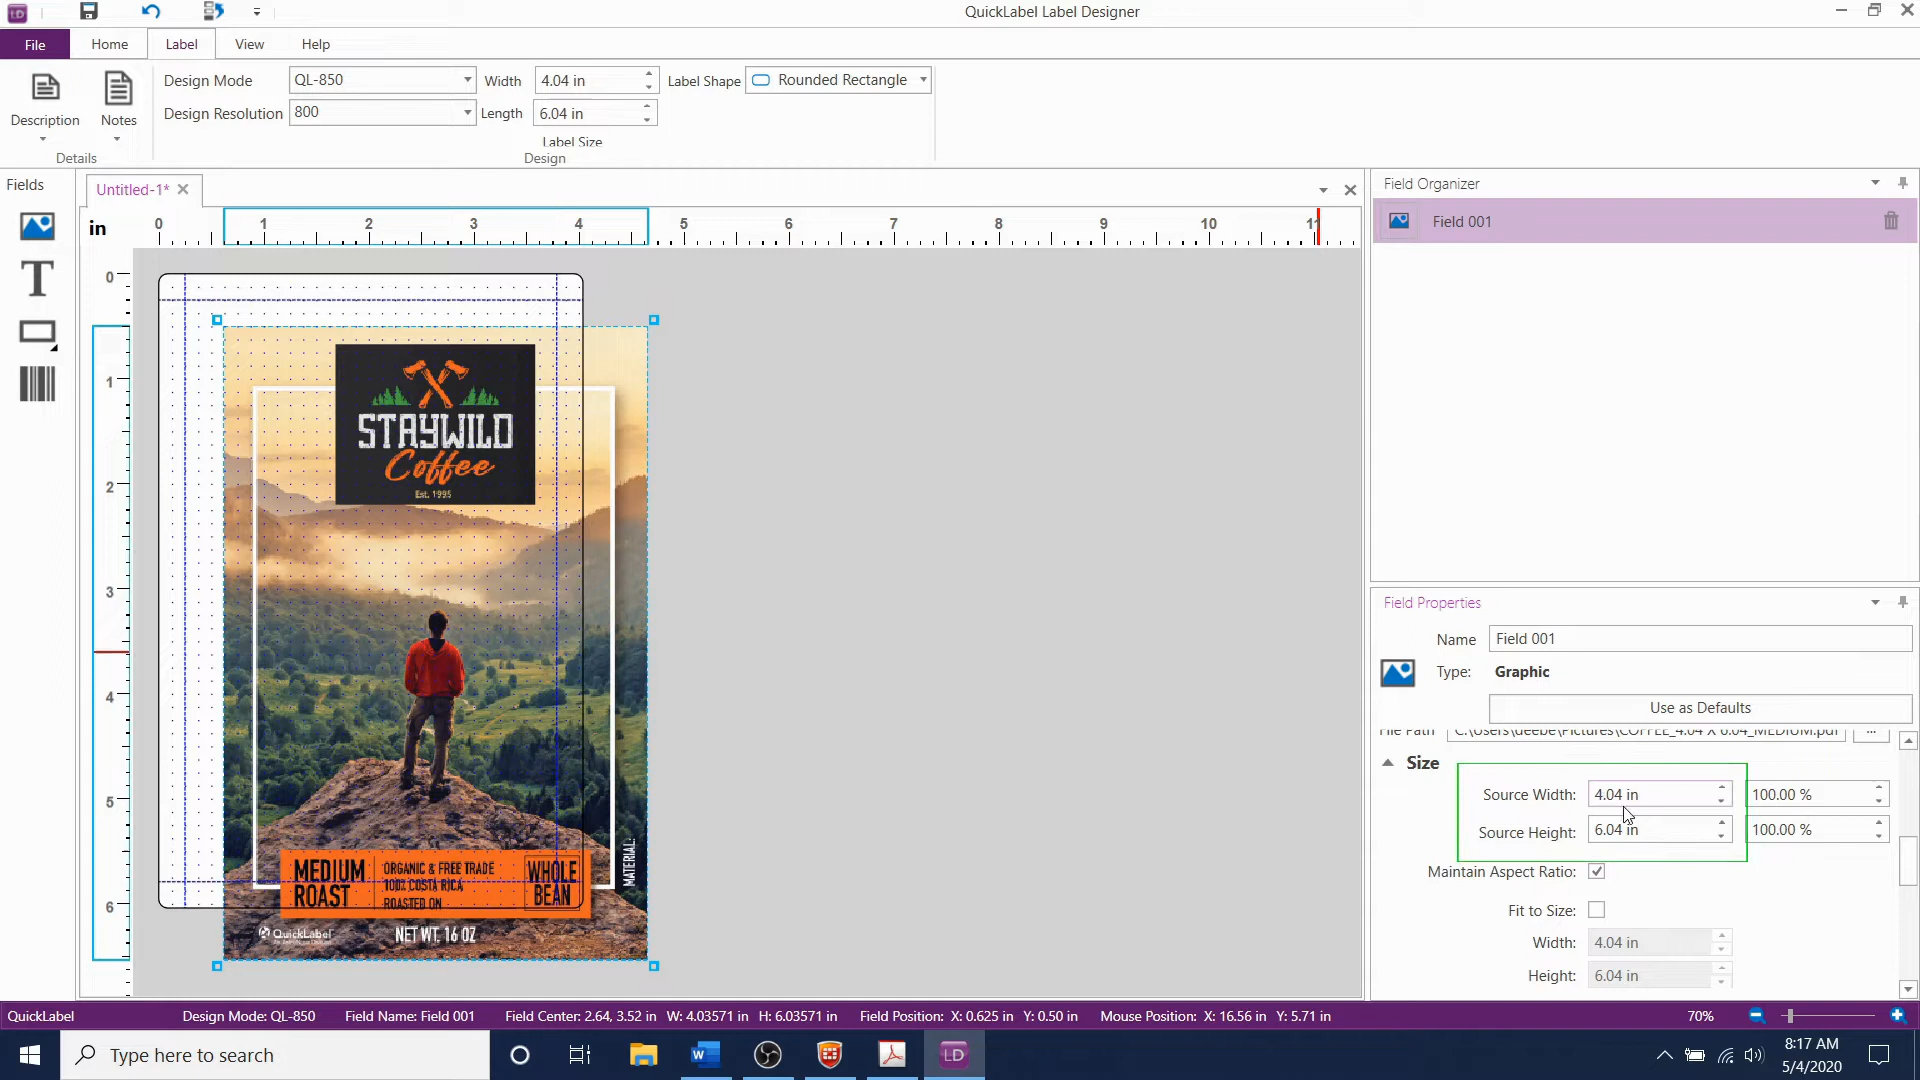 LD
QuickLabel Label Designer
File
Home
Label
View
Help
Description
Notes
Details
Design Mode
QL-850
Width
4.04 in
Label Shape
Rounded Rectangle
Design Resolution
800
Length
6.04 in
Label Size
Design
Fields
Untitled-1*
Field Organizer
in
0 1 2 3 4 5 6 7 8 9 10 11
Field 001
0
1
2
3
4
5
6
STAYWILD
Coffee
Est. 1995
MEDIUM
ROAST
ORGANIC & FREE TRADE
100% COSTA RICA
ROASTED ON
WHOLE
BEAN
MATERIAL:
QuickLabel
NET WT. 16 OZ
Field Properties
Name
Field 001
Type:
Graphic
Use as Defaults
File Path
C:\Users\deebe\Pictures\COFFEE_4.04 X 6.04_MEDIUM.pdf
...
Size
Source Width:
4.04 in
100.00 %
Source Height:
6.04 in
100.00 %
Maintain Aspect Ratio:
Fit to Size:
Width:
4.04 in
Height:
6.04 in
QuickLabel
Design Mode: QL-850
Field Name: Field 001
Field Center: 2.64, 3.52 in W: 4.03571 in H: 6.03571 in
Field Position: X: 0.625 in Y: 0.50 in
Mouse Position: X: 16.56 in Y: 5.71 in
70%
Type here to search
LD
8:17 AM
5/4/2020